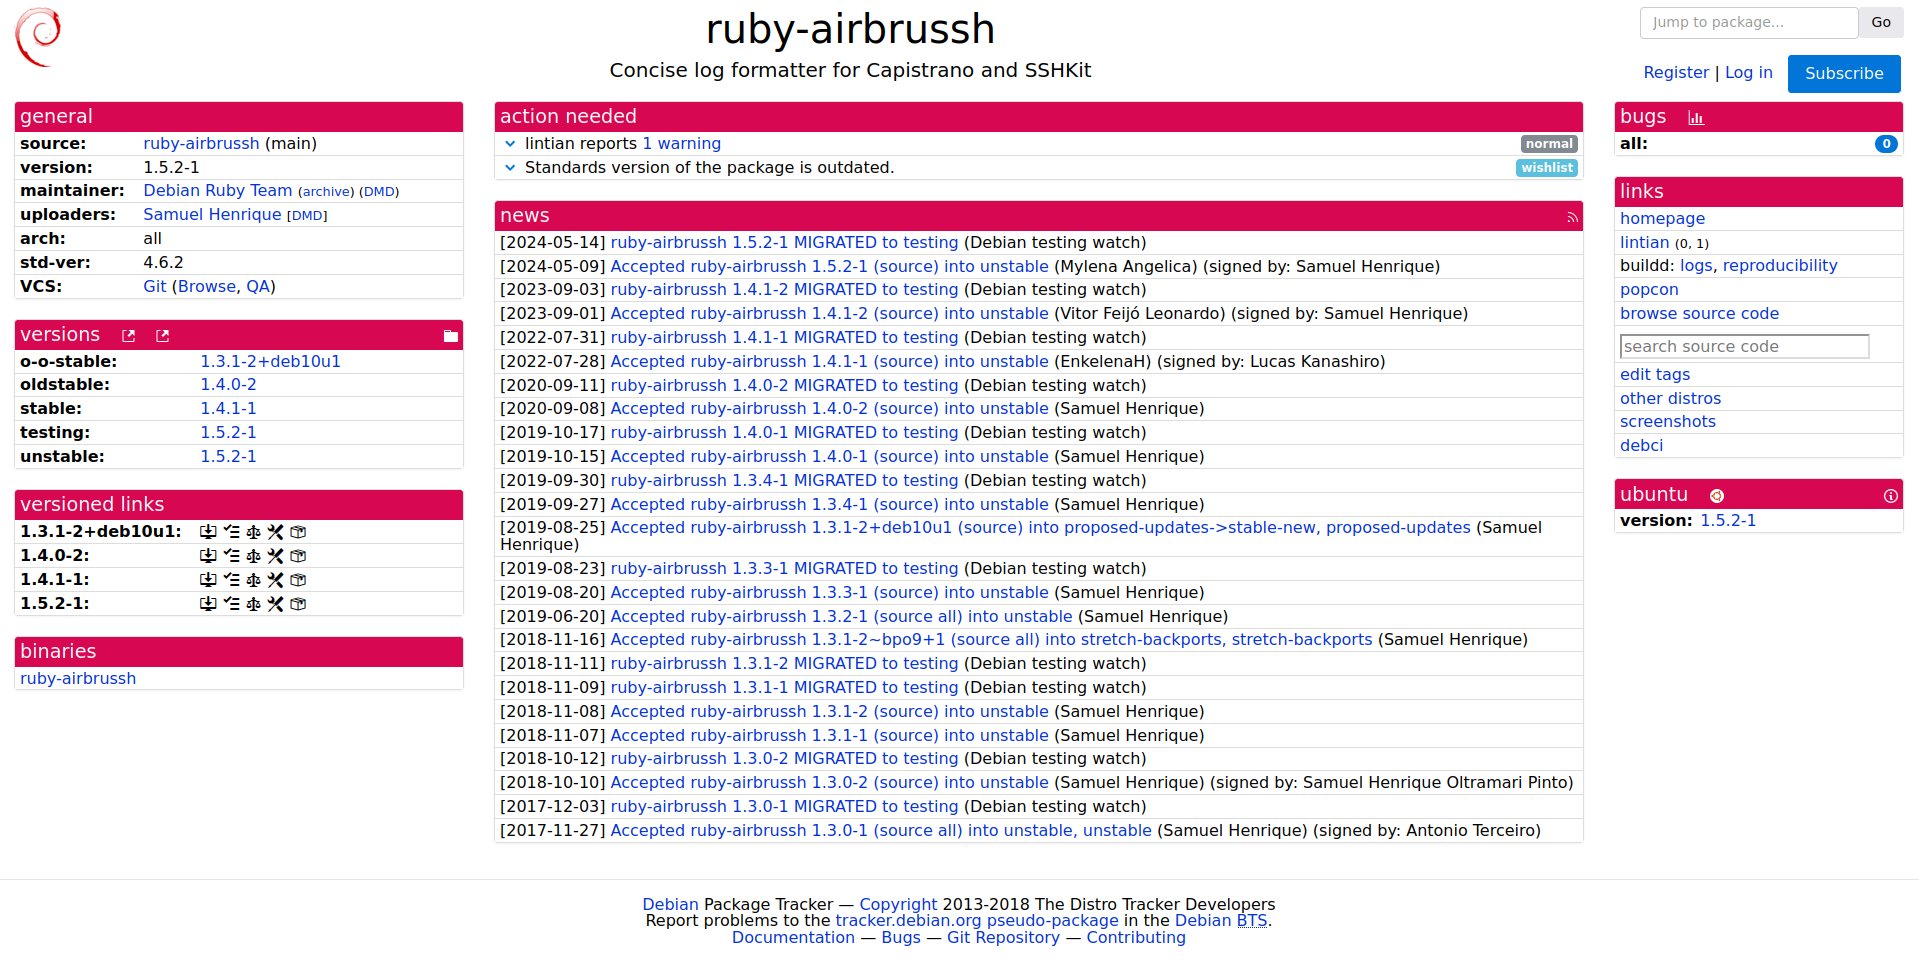 ruby-airbrussh
Concise log formatter for Capistrano and SSHKit
Jump to package...
Go
Register | Log in
Subscribe
general
source: ruby-airbrussh (main)
version: 1.5.2-1
maintainer: Debian Ruby Team (archive) (DMD)
uploaders: Samuel Henrique [DMD]
arch: all
std-ver: 4.6.2
VCS: Git (Browse, QA)
versions
o-o-stable: 1.3.1-2+deb10u1
oldstable: 1.4.0-2
stable: 1.4.1-1
testing: 1.5.2-1
unstable: 1.5.2-1
versioned links
1.3.1-2+deb10u1:
1.4.0-2:
1.4.1-1:
1.5.2-1:
binaries
ruby-airbrussh
action needed
lintian reports 1 warning normal
Standards version of the package is outdated. wishlist
news
[2024-05-14] ruby-airbrussh 1.5.2-1 MIGRATED to testing (Debian testing watch)
[2024-05-09] Accepted ruby-airbrussh 1.5.2-1 (source) into unstable (Mylena Angelica) (signed by: Samuel Henrique)
[2023-09-03] ruby-airbrussh 1.4.1-2 MIGRATED to testing (Debian testing watch)
[2023-09-01] Accepted ruby-airbrussh 1.4.1-2 (source) into unstable (Vitor Feijó Leonardo) (signed by: Samuel Henrique)
[2022-07-31] ruby-airbrussh 1.4.1-1 MIGRATED to testing (Debian testing watch)
[2022-07-28] Accepted ruby-airbrussh 1.4.1-1 (source) into unstable (EnkelenaH) (signed by: Lucas Kanashiro)
[2020-09-11] ruby-airbrussh 1.4.0-2 MIGRATED to testing (Debian testing watch)
[2020-09-08] Accepted ruby-airbrussh 1.4.0-2 (source) into unstable (Samuel Henrique)
[2019-10-17] ruby-airbrussh 1.4.0-1 MIGRATED to testing (Debian testing watch)
[2019-10-15] Accepted ruby-airbrussh 1.4.0-1 (source) into unstable (Samuel Henrique)
[2019-09-30] ruby-airbrussh 1.3.4-1 MIGRATED to testing (Debian testing watch)
[2019-09-27] Accepted ruby-airbrussh 1.3.4-1 (source) into unstable (Samuel Henrique)
[2019-08-25] Accepted ruby-airbrussh 1.3.1-2+deb10u1 (source) into proposed-updates->stable-new, proposed-updates (Samuel
Henrique)
[2019-08-23] ruby-airbrussh 1.3.3-1 MIGRATED to testing (Debian testing watch)
[2019-08-20] Accepted ruby-airbrussh 1.3.3-1 (source) into unstable (Samuel Henrique)
[2019-06-20] Accepted ruby-airbrussh 1.3.2-1 (source all) into unstable (Samuel Henrique)
[2018-11-16] Accepted ruby-airbrussh 1.3.1-2~bpo9+1 (source all) into stretch-backports, stretch-backports (Samuel Henrique)
[2018-11-11] ruby-airbrussh 1.3.1-2 MIGRATED to testing (Debian testing watch)
[2018-11-09] ruby-airbrussh 1.3.1-1 MIGRATED to testing (Debian testing watch)
[2018-11-08] Accepted ruby-airbrussh 1.3.1-2 (source) into unstable (Samuel Henrique)
[2018-11-07] Accepted ruby-airbrussh 1.3.1-1 (source) into unstable (Samuel Henrique)
[2018-10-12] ruby-airbrussh 1.3.0-2 MIGRATED to testing (Debian testing watch)
[2018-10-10] Accepted ruby-airbrussh 1.3.0-2 (source) into unstable (Samuel Henrique) (signed by: Samuel Henrique Oltramari Pinto)
[2017-12-03] ruby-airbrussh 1.3.0-1 MIGRATED to testing (Debian testing watch)
[2017-11-27] Accepted ruby-airbrussh 1.3.0-1 (source all) into unstable, unstable (Samuel Henrique) (signed by: Antonio Terceiro)
bugs
all: 0
links
homepage
lintian (0, 1)
buildd: logs, reproducibility
popcon
browse source code
search source code
edit tags
other distros
screenshots
debci
ubuntu
version: 1.5.2-1
Debian Package Tracker — Copyright 2013-2018 The Distro Tracker Developers
Report problems to the tracker.debian.org pseudo-package in the Debian BTS.
Documentation — Bugs — Git Repository — Contributing